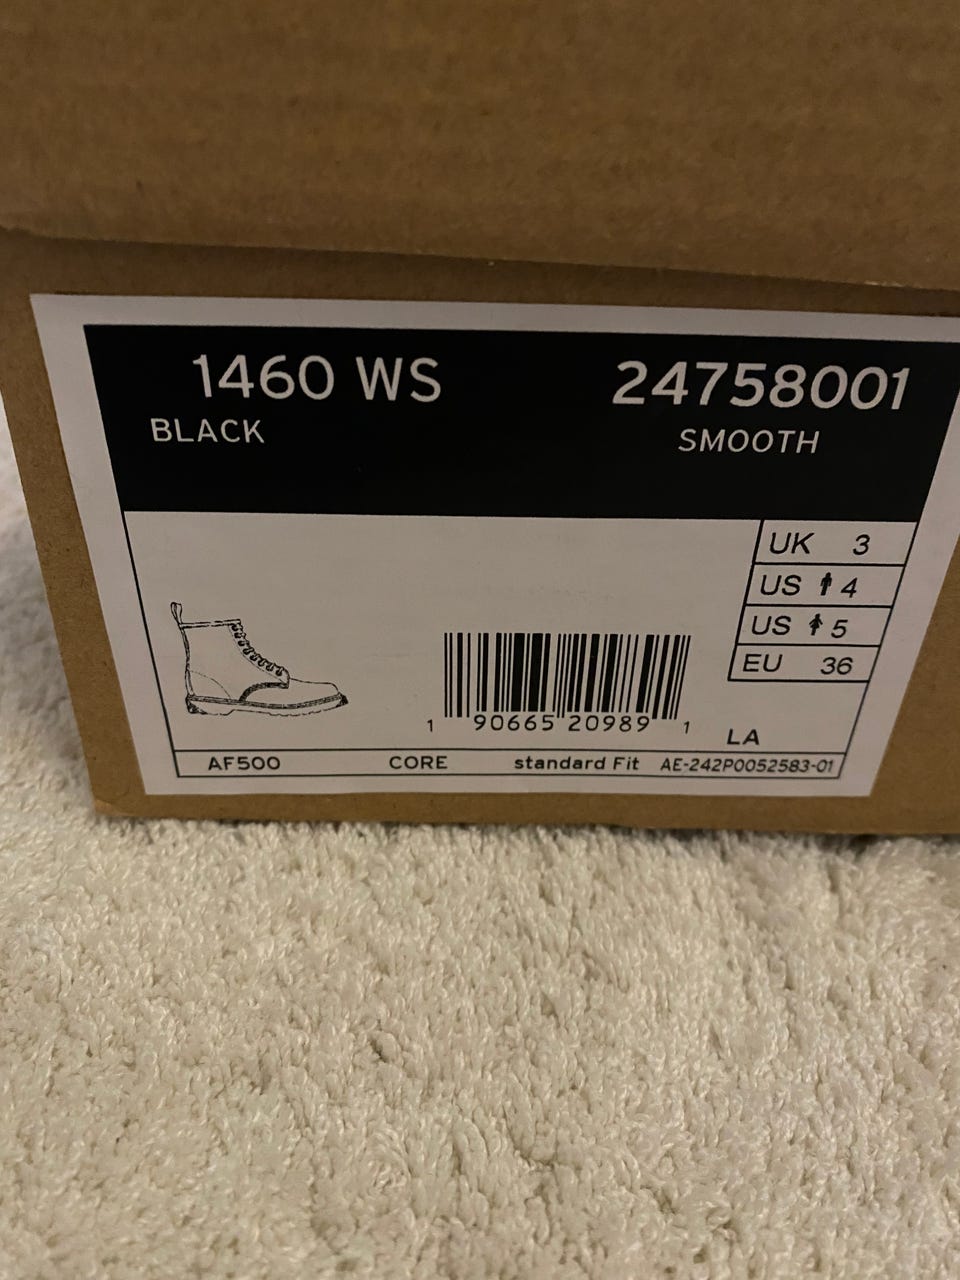 1460 WS 24758001
BLACK SMOOTH
UK 3
US 4
US 5
EU 36
1 90665 20989 1
LA
AF500 CORE standard Fit AE-242P0052583-01